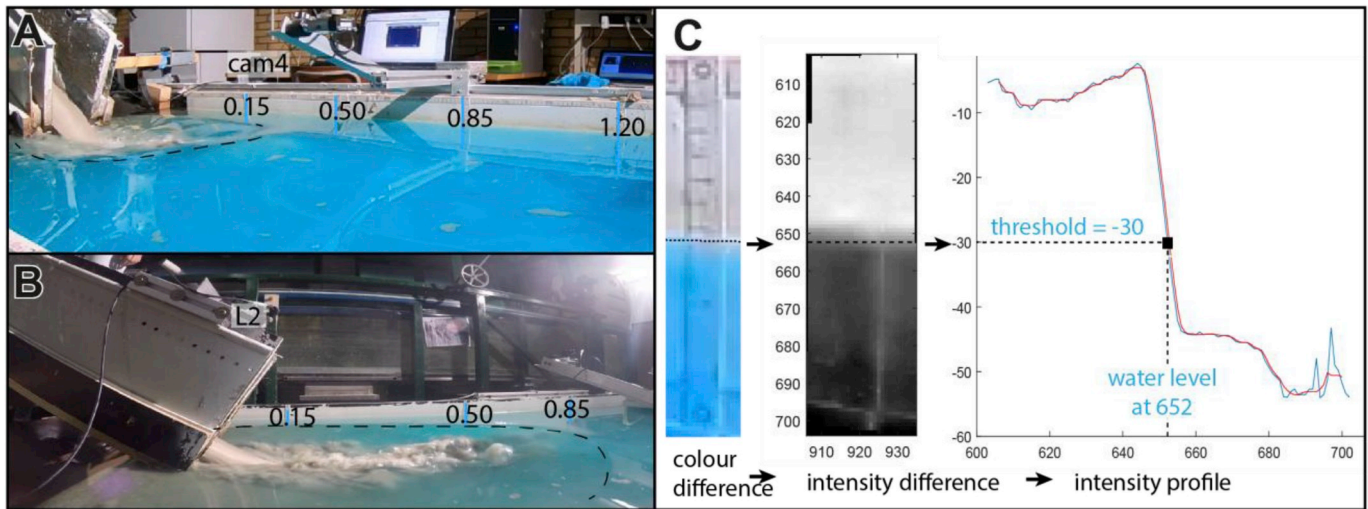 A
cam4
0.15
0.50
0.85
1.20
B
L2
0.15
0.50
0.85
C
610
620
630
640
650
656
670
680
690
700
910 920 930
-10
-20
-30
-40
-50
-60
600 620 640 660 680 700
threshold = -30
water level
at 652
colour
difference
intensity difference
intensity profile